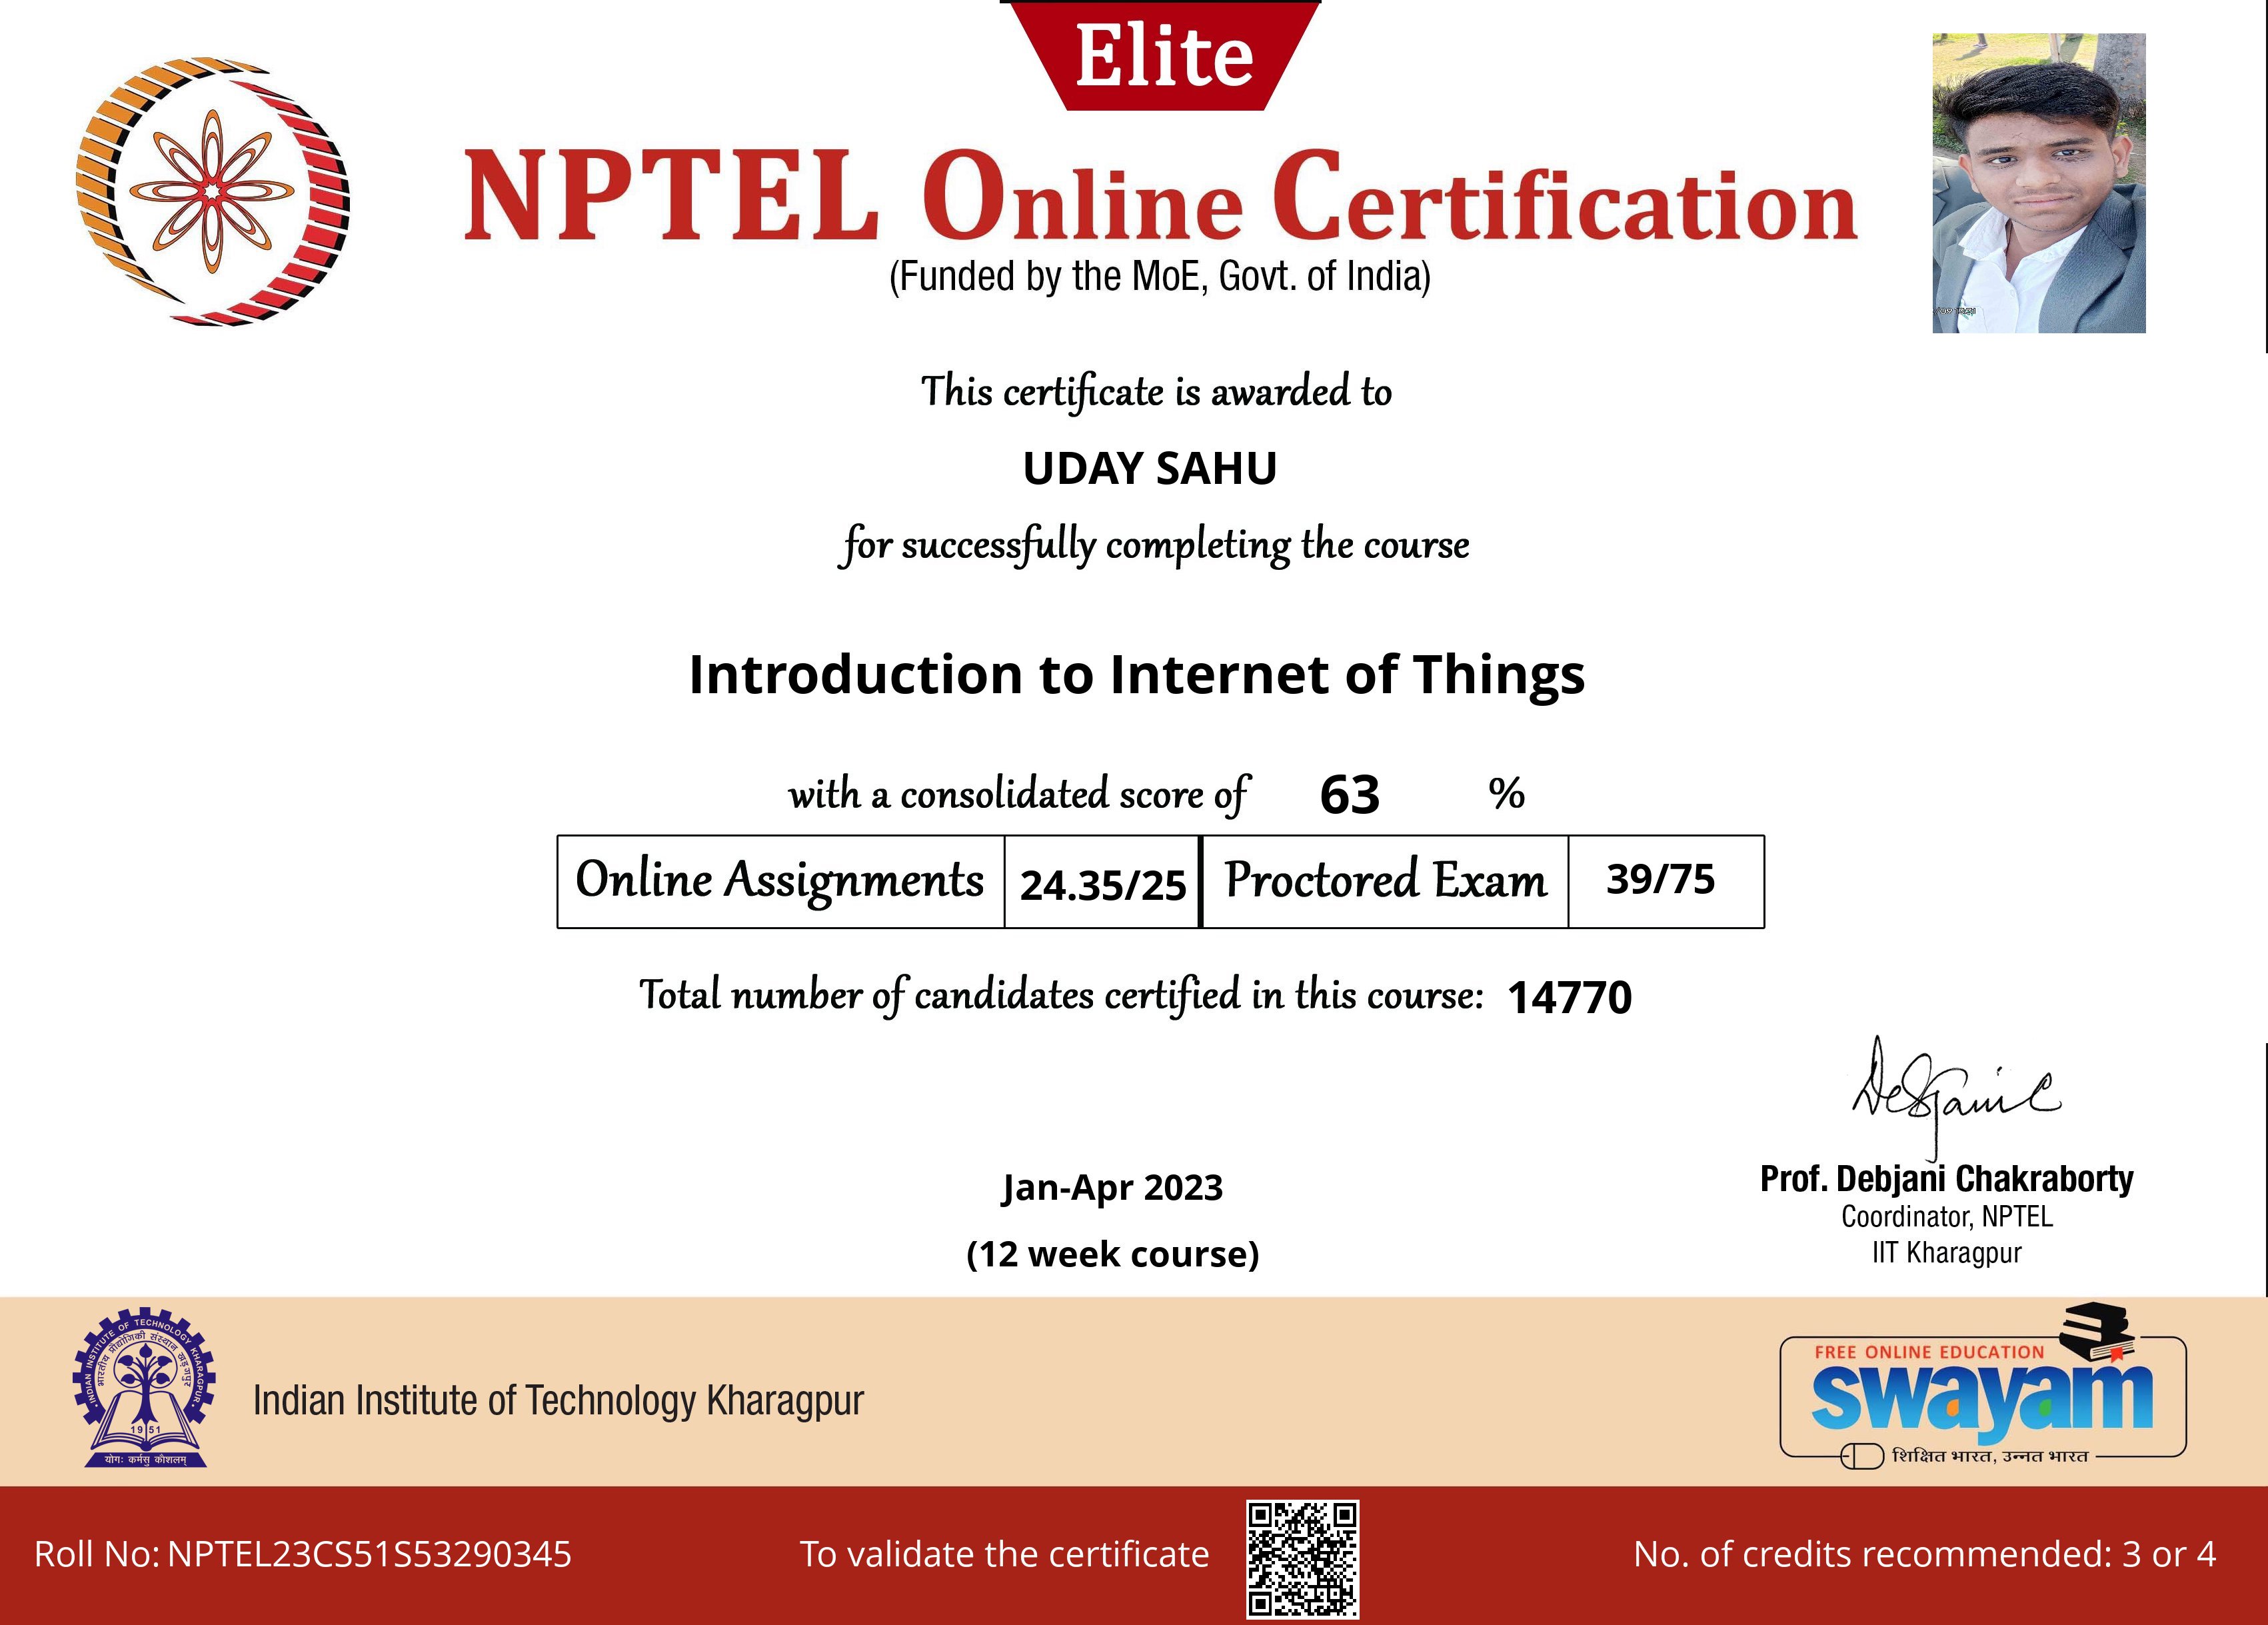 Elite
NPTEL Online Certification
(Funded by the MoE, Govt. of India)
This certificate is awarded to
UDAY SAHU
for successfully completing the course
Introduction to Internet of Things
with a consolidated score of 63 %
Online Assignments 24.35/25 Proctored Exam 39/75
Total number of candidates certified in this course: 14770
Jan-Apr 2023
(12 week course)
Prof. Debjani Chakraborty
Coordinator, NPTEL
IIT Kharagpur
INDIAN INSTITUTE OF TECHNOLOGY KHARAGPUR
भारतीय प्रौद्योगिकी संस्थान खड़गपुर
1951
योगः कर्मसु कौशलम्
Indian Institute of Technology Kharagpur
FREE ONLINE EDUCATION
swayam
शिक्षित भारत, उन्नत भारत
Roll No: NPTEL23CS51S53290345
To validate the certificate
No. of credits recommended: 3 or 4